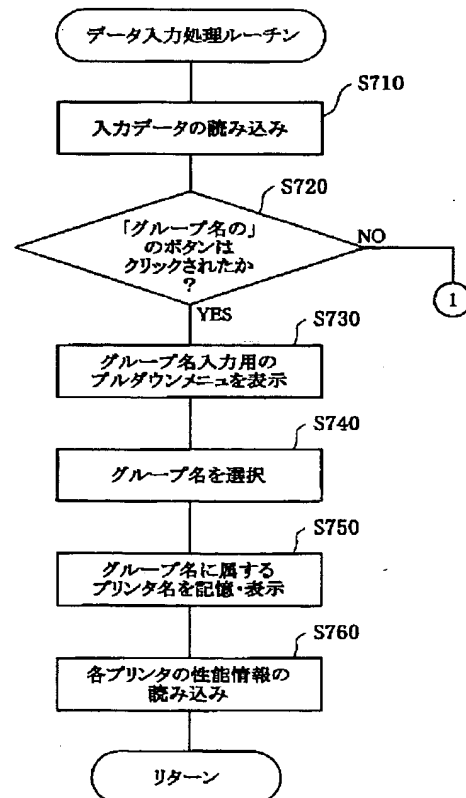 データ入力処理ルーチン
S710
入力データの読み込み
S720
「グループ名の」
のボタンは
クリックされたか
?
NO
1
YES
S730
グループ名入力用の
プルダウンメニュを表示
S740
グループ名を選択
S750
グループ名に属する
プリンタ名を記憶・表示
S760
各プリンタの性能情報の
読み込み
リターン